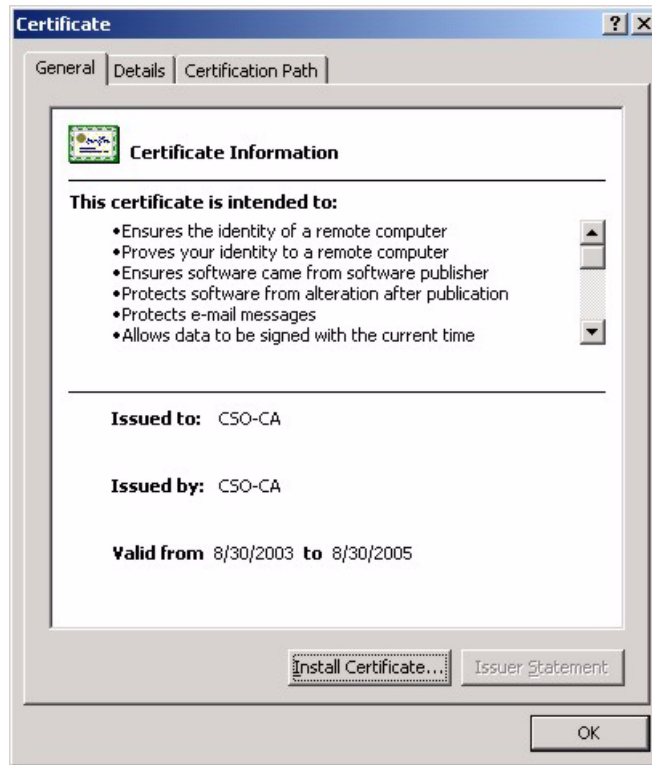 Certificate
General Details Certification Path
Certificate Information
This certificate is intended to:
•Ensures the identity of a remote computer
•Proves your identity to a remote computer
•Ensures software came from software publisher
•Protects software from alteration after publication
•Protects e-mail messages
•Allows data to be signed with the current time
Issued to: CSO-CA
Issued by: CSO-CA
Valid from 8/30/2003 to 8/30/2005
Install Certificate... Issuer Statement
OK